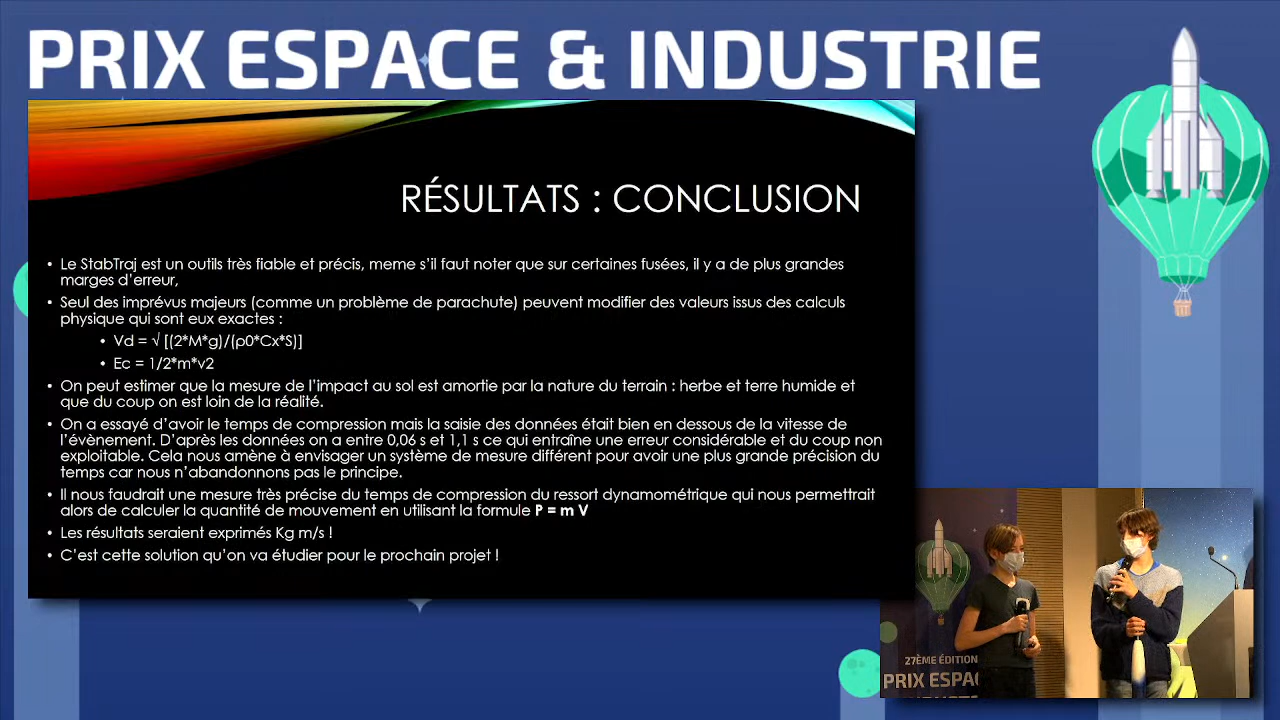 PRIX ESPACE & INDUSTRIE
RÉSULTATS : CONCLUSION
• Le StabTraj est un outils très fiable et précis, meme s'il faut noter que sur certaines fusées, il y a de plus grandes
marges d'erreur,
• Seul des imprévus majeurs (comme un problème de parachute) peuvent modifier des valeurs issus des calculs
physique qui sont eux exactes :
• Vd = √ [(2*M*g)/(ρ0*Cx*S)]
• Ec = 1/2*m*v2
• On peut estimer que la mesure de l'impact au sol est amortie par la nature du terrain : herbe et terre humide et
que du coup on est loin de la réalité.
• On a essayé d'avoir le temps de compression mais la saisie des données était bien en dessous de la vitesse de
l'évènement. D'après les données on a entre 0,06 s et 1,1 s ce qui entraîne une erreur considérable et du coup non
exploitable. Cela nous amène à envisager un système de mesure différent pour avoir une plus grande précision du
temps car nous n'abandonnons pas le principe.
• Il nous faudrait une mesure très précise du temps de compression du ressort dynamométrique qui nous permettrait
alors de calculer la quantité de mouvement en utilisant la formule P = m V
• Les résultats seraient exprimés Kg m/s !
• C'est cette solution qu'on va étudier pour le prochain projet !
27ÈME ÉDITION
PRIX ESPA